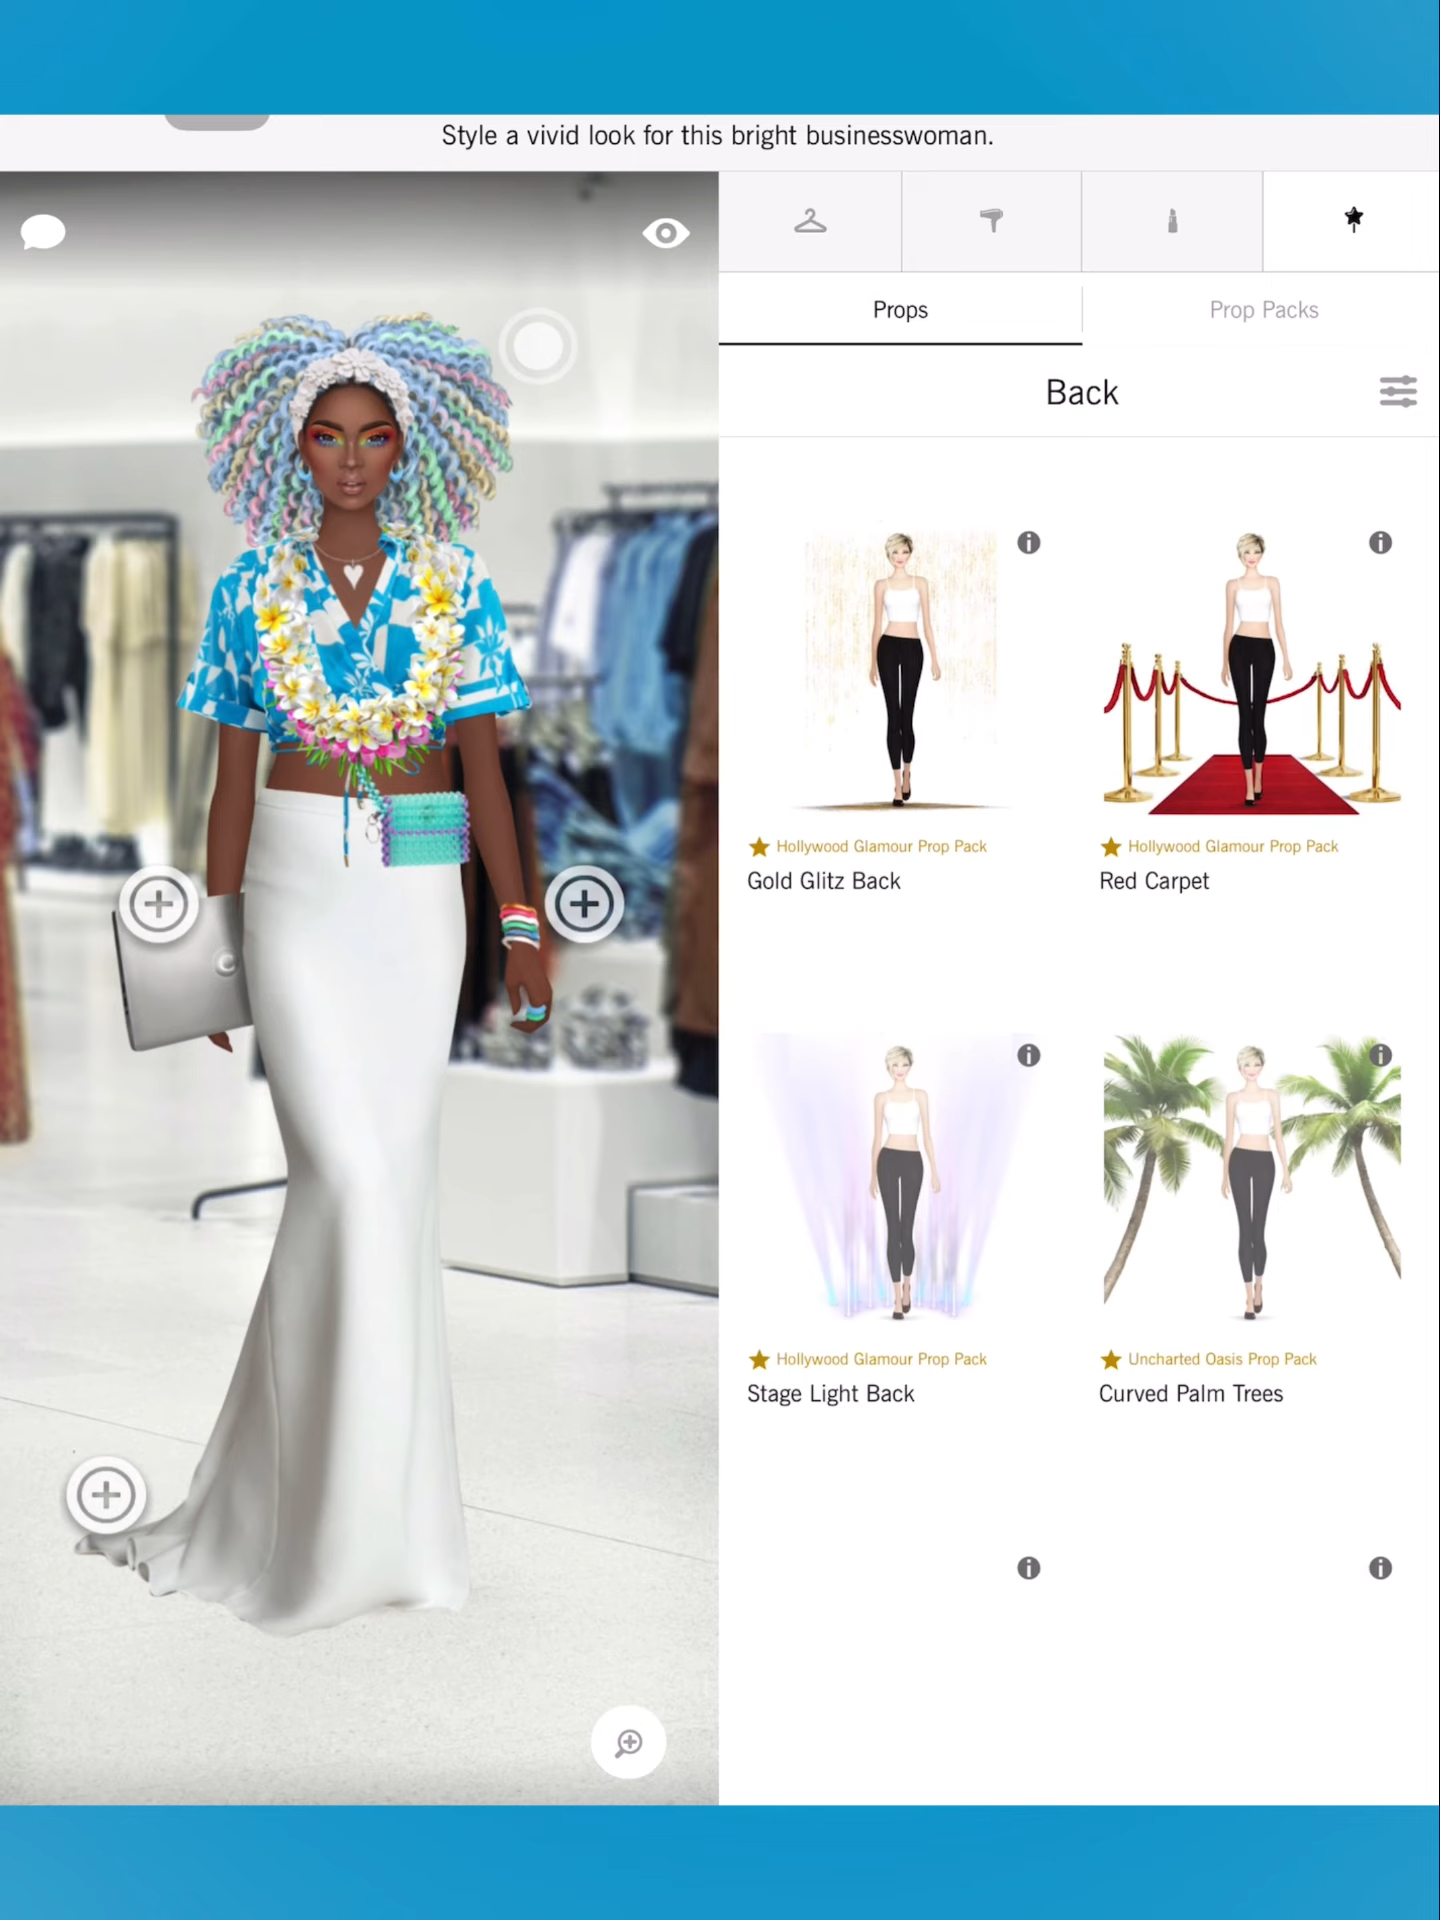 Style a vivid look for this bright businesswoman.
Props
Prop Packs
Back
Hollywood Glamour Prop Pack
Gold Glitz Back
Hollywood Glamour Prop Pack
Red Carpet
Hollywood Glamour Prop Pack
Stage Light Back
Uncharted Oasis Prop Pack
Curved Palm Trees